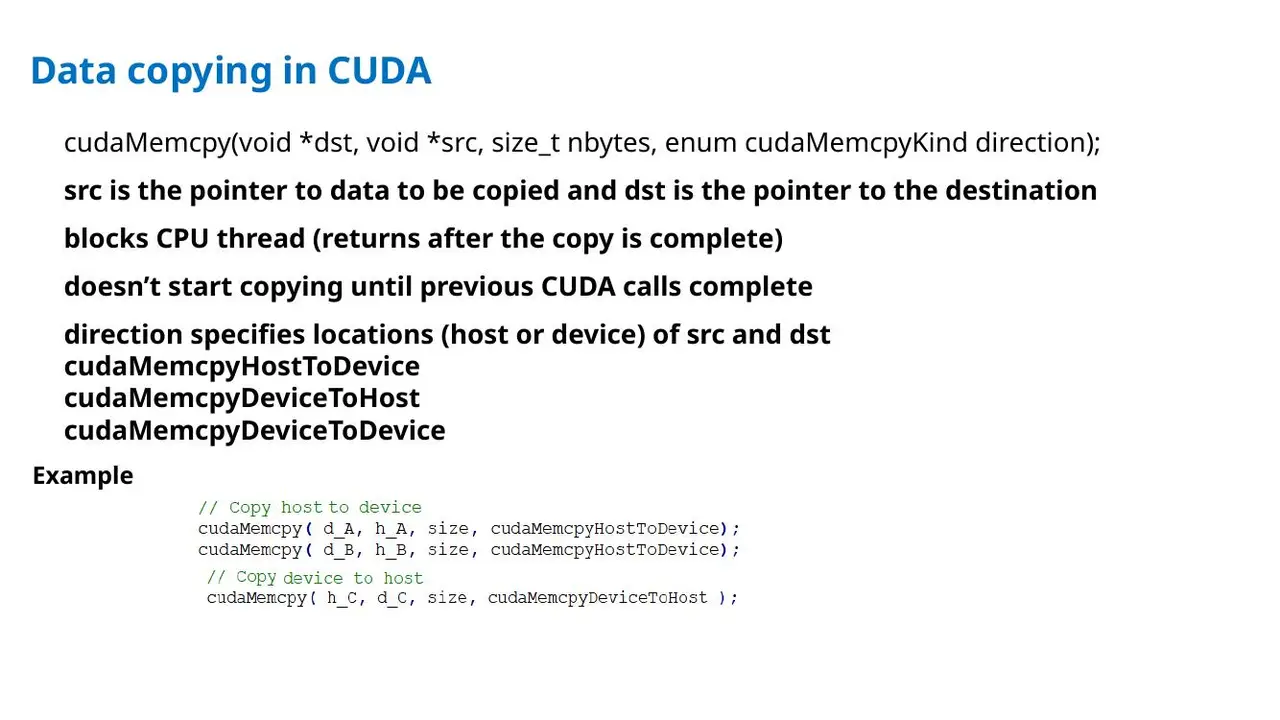 Data copying in CUDA
cudaMemcpy(void *dst, void *src, size_t nbytes, enum cudaMemcpyKind direction);
src is the pointer to data to be copied and dst is the pointer to the destination
blocks CPU thread (returns after the copy is complete)
doesn’t start copying until previous CUDA calls complete
direction specifies locations (host or device) of src and dst
cudaMemcpyHostToDevice
cudaMemcpyDeviceToHost
cudaMemcpyDeviceToDevice
Example
// Copy host to device
cudaMemcpy( d_A, h_A, size, cudaMemcpyHostToDevice);
cudaMemcpy( d_B, h_B, size, cudaMemcpyHostToDevice);
// Copy device to host
cudaMemcpy( h_C, d_C, size, cudaMemcpyDeviceToHost );